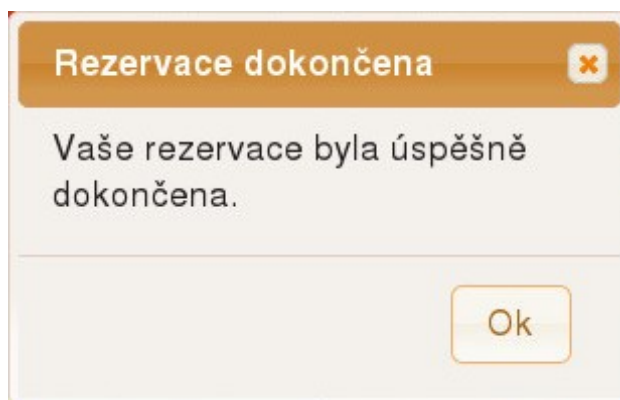 Rezervace dokončena
Vaše rezervace byla úspěšně
dokončena.
Ok